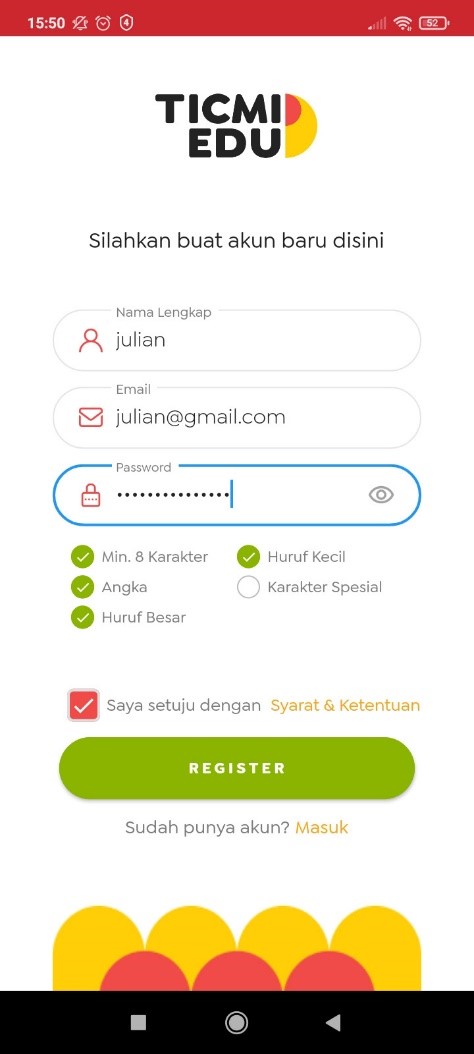 15:50 4 52
TICMI
EDU
Silahkan buat akun baru disini
Nama Lengkap
julian
Email
julian@gmail.com
Password
•••••••••••••••
Min. 8 Karakter Huruf Kecil
Angka Karakter Spesial
Huruf Besar
Saya setuju dengan Syarat & Ketentuan
REGISTER
Sudah punya akun? Masuk